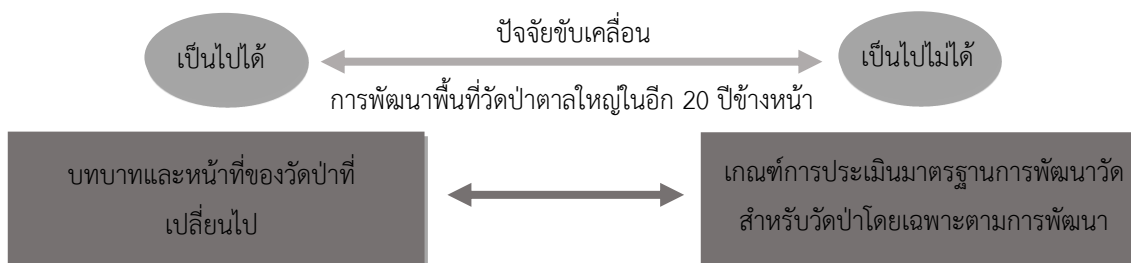 ปัจจัยขับเคลื่อน
เป็นไปได้
เป็นไปไม่ได้
การพัฒนาพื้นที่วัดป่าตาลใหญ่ในอีก 20 ปีข้างหน้า
บทบาทและหน้าที่ของวัดป่าที่
เปลี่ยนไป
เกณฑ์การประเมินมาตรฐานการพัฒนาวัด
สำหรับวัดป่าโดยเฉพาะตามการพัฒนา